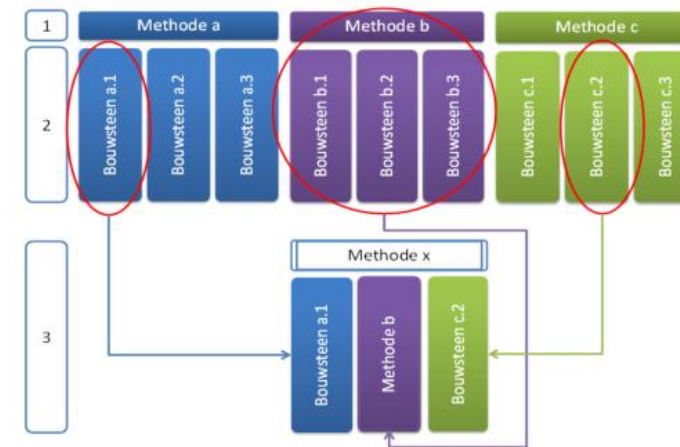 1
Methode a
Methode b
Methode c
2
Bouwsteen a.1
Bouwsteen a.2
Bouwsteen a.3
Bouwsteen b.1
Bouwsteen b.2
Bouwsteen b.3
Bouwsteen c.1
Bouwsteen c.2
Bouwsteen c.3
3
Methode x
Bouwsteen a.1
Methode b
Bouwsteen c.2